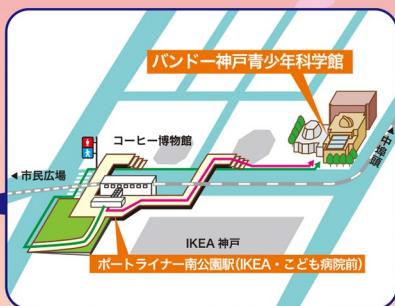 バンドー神戸青少年科学館
コーヒー博物館
◀市民広場
▲中埠頭
IKEA 神戸
ポートライナー南公園駅(IKEA・こども病院前)